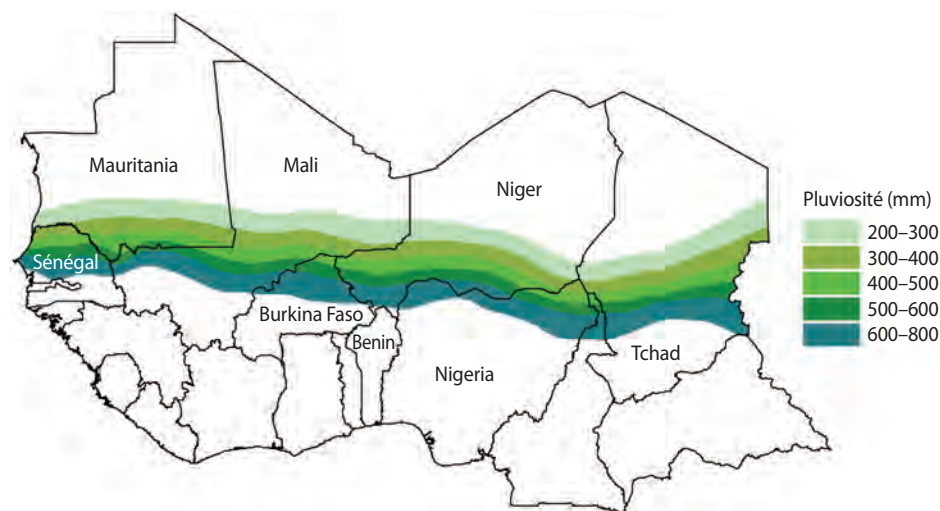 Mauritania
Mali
Niger
Sénégal
Burkina Faso
Benin
Nigeria
Tchad
Pluviosité (mm)
200–300
300–400
400–500
500–600
600–800